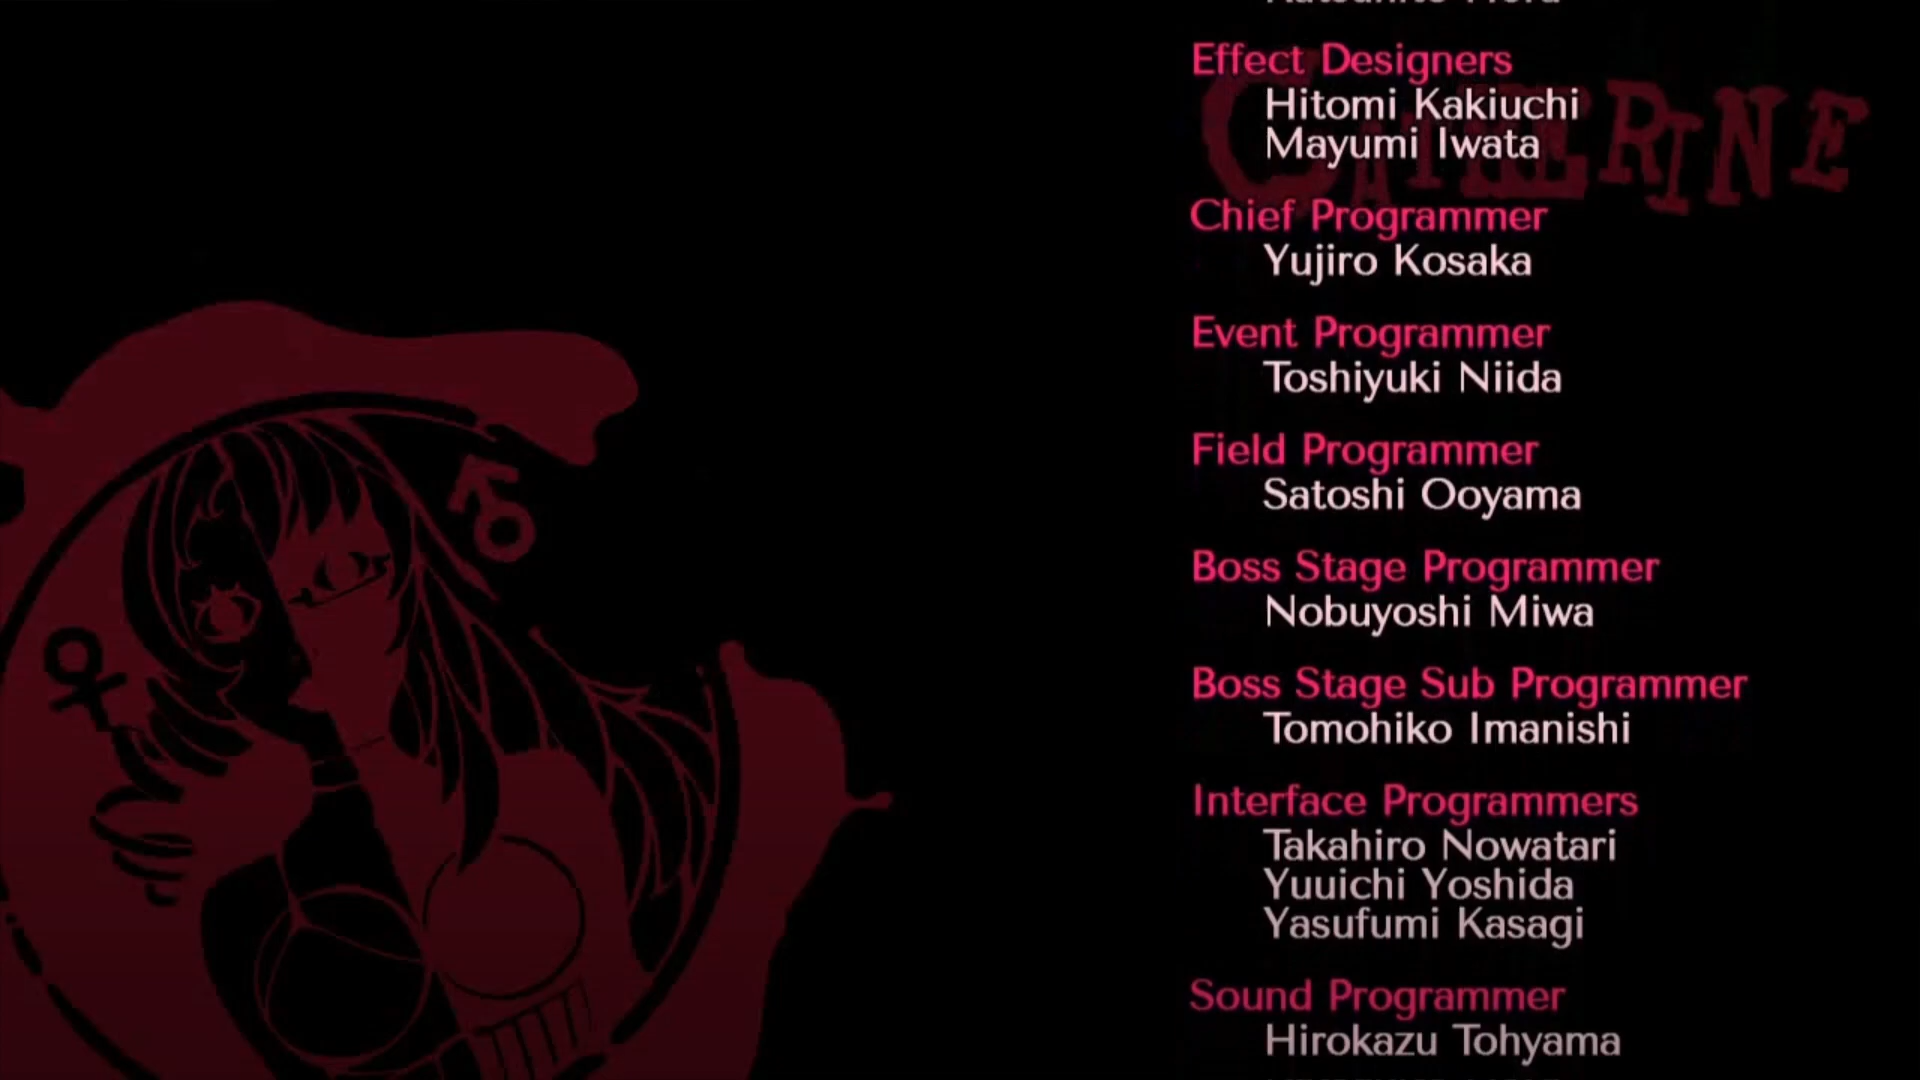 Effect Designers
Hitomi Kakiuchi
Mayumi Iwata
CATHERINE
Chief Programmer
Yujiro Kosaka
Event Programmer
Toshiyuki Niida
Field Programmer
Satoshi Ooyama
Boss Stage Programmer
Nobuyoshi Miwa
Boss Stage Sub Programmer
Tomohiko Imanishi
Interface Programmers
Takahiro Nowatari
Yuuichi Yoshida
Yasufumi Kasagi
Sound Programmer
Hirokazu Tohyama